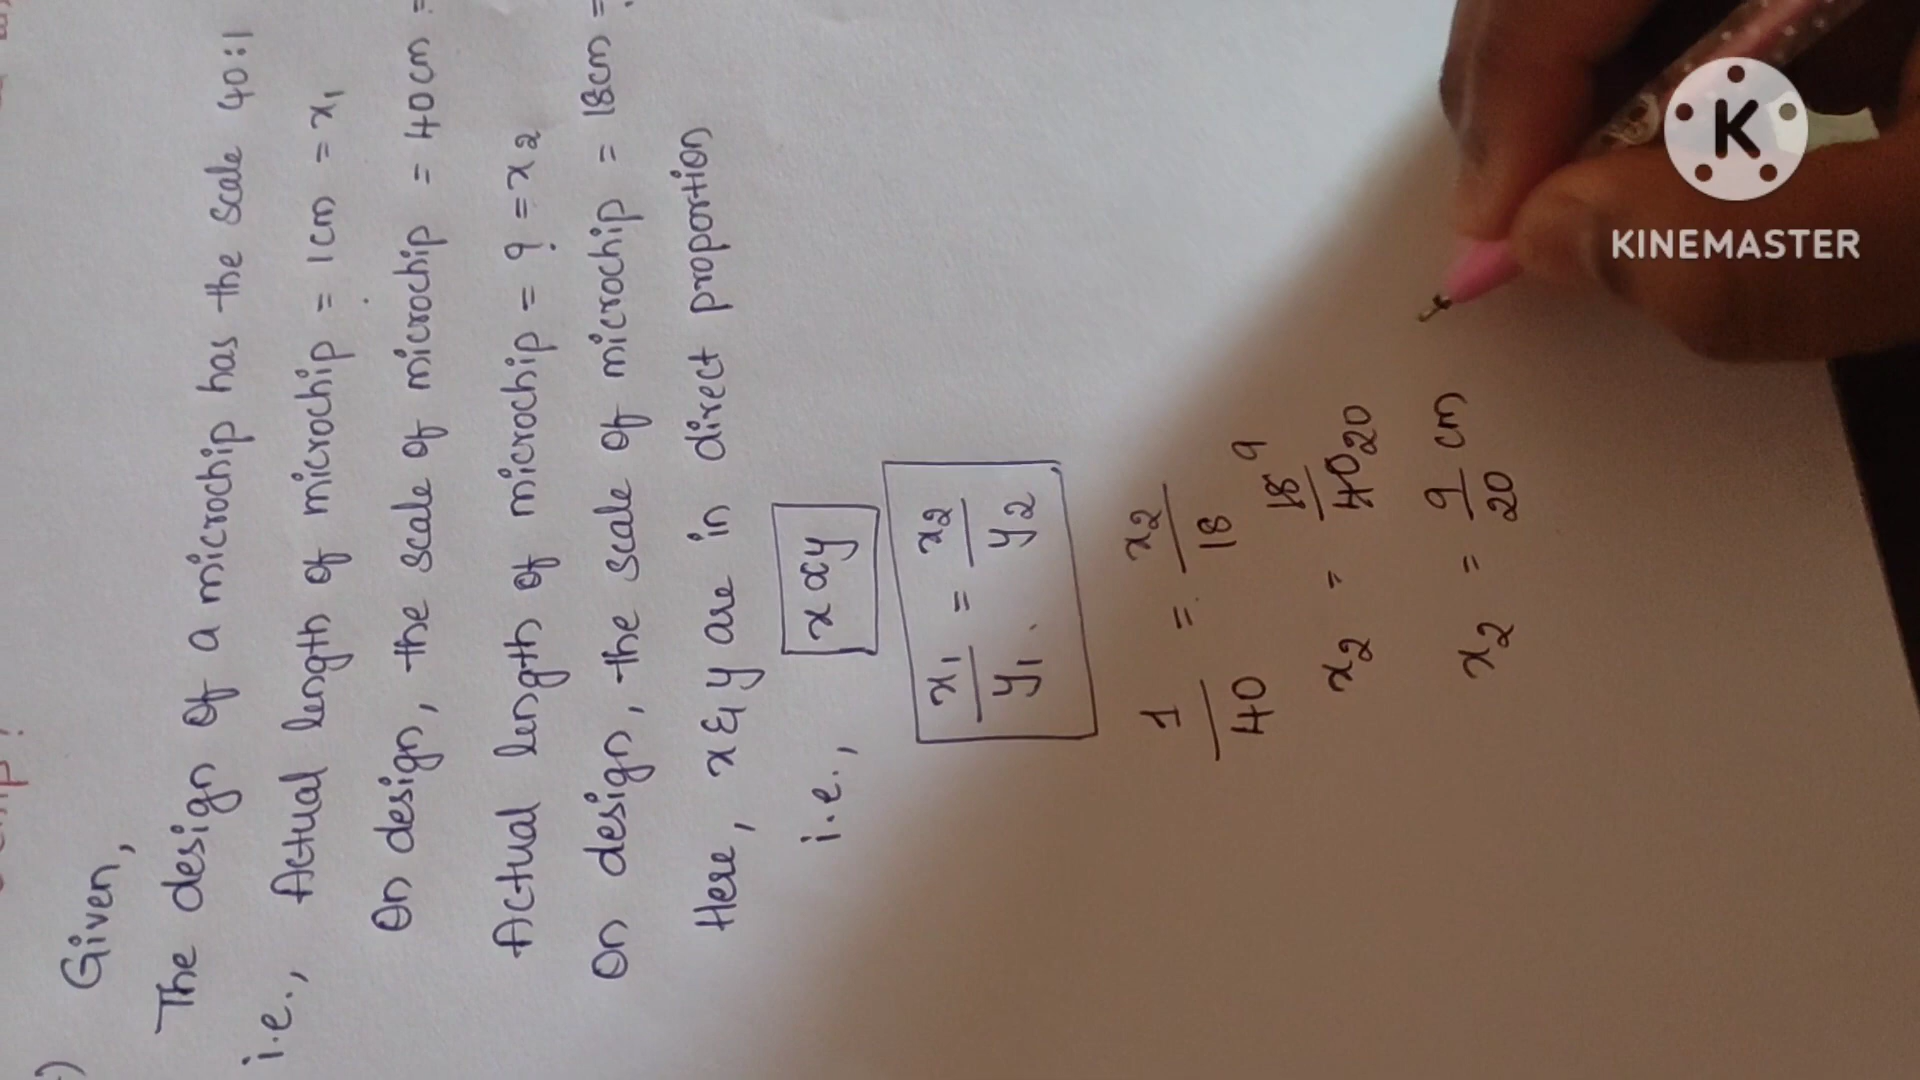 Given,
The design of a microchip has the scale 40:1
i.e., Actual length of microchip = 1cm = x₁
On design, the scale of microchip = 40cm =
Actual length of microchip = ? = x₂
On design, the scale of microchip = 18cm =
Here, x & y are in direct proportion
i.e., x ∝ y
x₁/y₁ = x₂/y₂
1/40 = x₂/18
x₂ = 18/40 9 20
x₂ = 9/20 cm
K
KINEMASTER